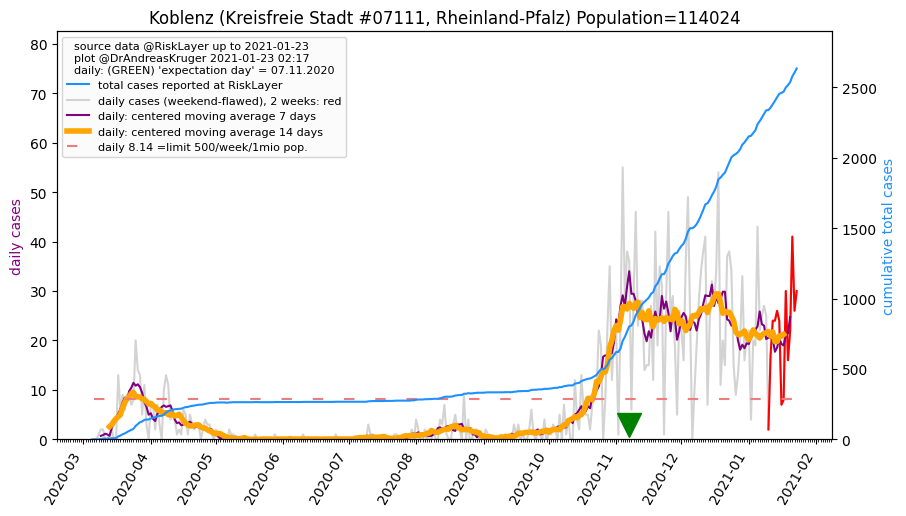 Koblenz (Kreisfreie Stadt #07111, Rheinland-Pfalz) Population=114024
source data @RiskLayer up to 2021-01-23
plot @DrAndreasKruger 2021-01-23 02:17
daily: (GREEN) 'expectation day' = 07.11.2020
total cases reported at RiskLayer
daily cases (weekend-flawed), 2 weeks: red
daily: centered moving average 7 days
daily: centered moving average 14 days
daily 8.14 =limit 500/week/1mio pop.
daily cases
80
70
60
50
40
30
20
10
0
cumulative total cases
2500
2000
1500
1000
500
0
2020-03
2020-04
2020-05
2020-06
2020-07
2020-08
2020-09
2020-10
2020-11
2020-12
2021-01
2021-02